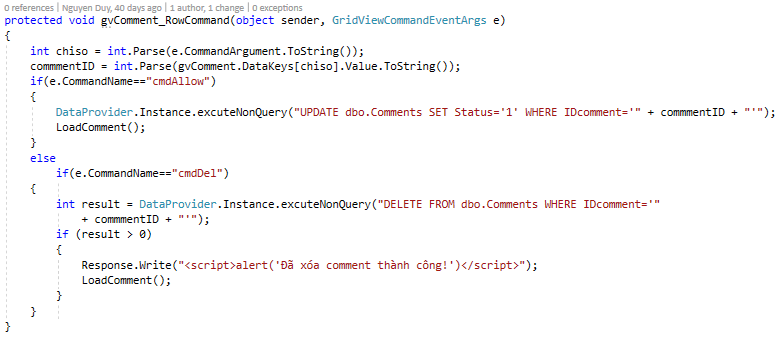 0 references | Nguyen Duy, 40 days ago | 1 author, 1 change | 0 exceptions
protected void gvComment_RowCommand(object sender, GridViewCommandEventArgs e)
{
int chiso = int.Parse(e.CommandArgument.ToString());
commmentID = int.Parse(gvComment.DataKeys[chiso].Value.ToString());
if(e.CommandName=="cmdAllow")
{
DataProvider.Instance.excuteNonQuery("UPDATE dbo.Comments SET Status='1' WHERE IDcomment='" + commmentID + "'");
LoadComment();
}
else
if(e.CommandName=="cmdDel")
{
int result = DataProvider.Instance.excuteNonQuery("DELETE FROM dbo.Comments WHERE IDcomment='"
+ commmentID + "'");
if (result > 0)
{
Response.Write("<script>alert('Đã xóa comment thành công!')</script>");
LoadComment();
}
}
}